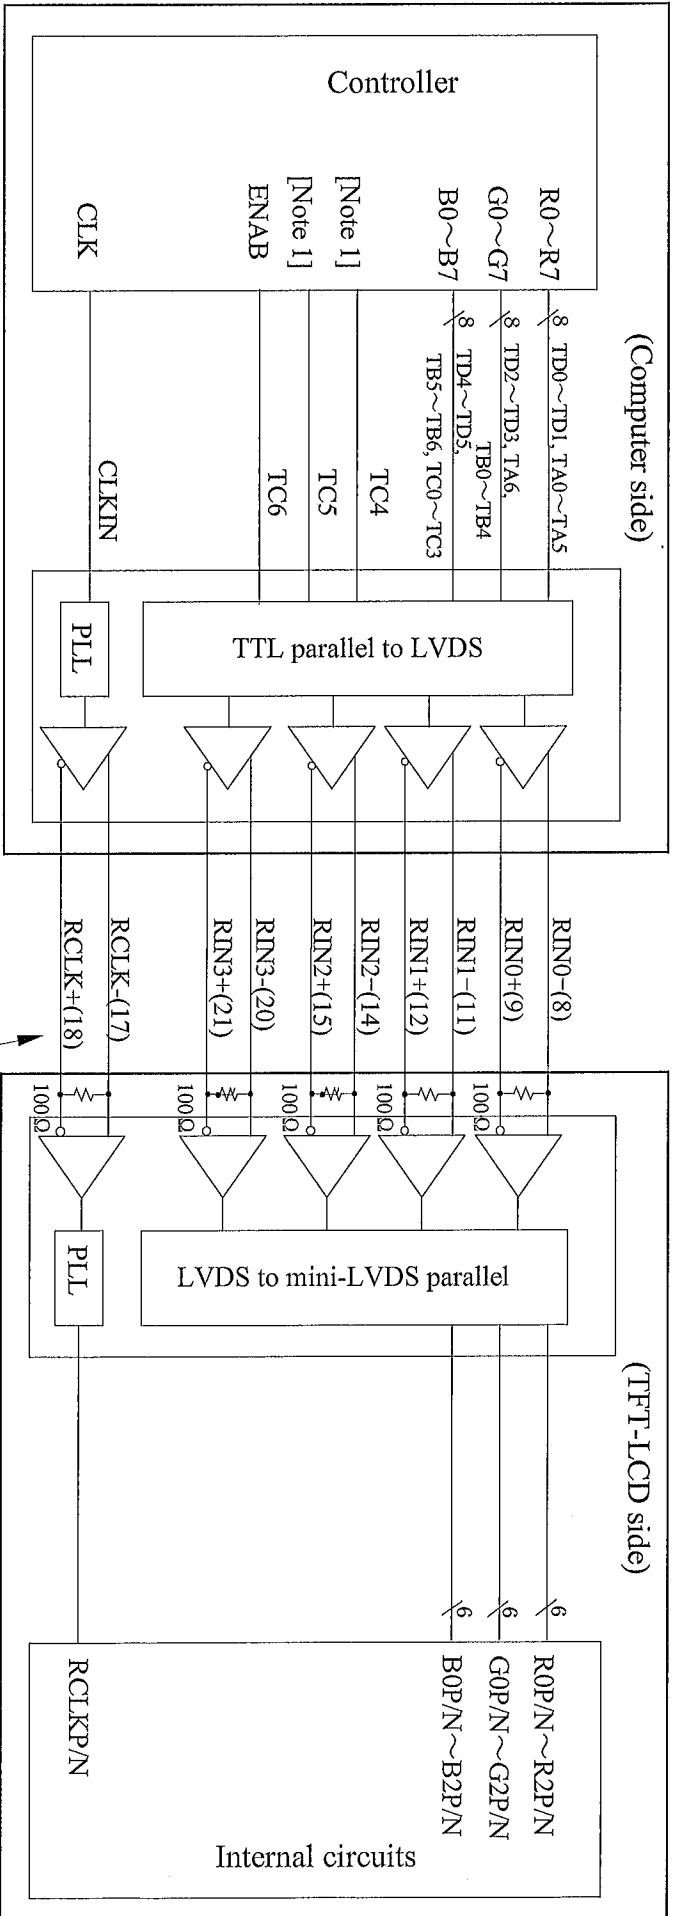 (Computer side)
Controller
R0～R7
G0～G7
B0～B7
[Note 1]
[Note 1]
ENAB
CLK
8
TD0～TD1, TA0～TA5
8
TD2～TD3, TA6,
TB0～TB4
8
TD4～TD5,
TB5～TB6, TC0～TC3
TC4
TC5
TC6
CLKIN
TTL parallel to LVDS
PLL
RIN0-(8)
RIN0+(9)
RIN1-(11)
RIN1+(12)
RIN2-(14)
RIN2+(15)
RIN3-(20)
RIN3+(21)
RCLK-(17)
RCLK+(18)
(TFT-LCD side)
100Ω
100Ω
100Ω
100Ω
100Ω
LVDS to mini-LVDS parallel
PLL
6
6
6
R0P/N～R2P/N
G0P/N～G2P/N
B0P/N～B2P/N
RCLKP/N
Internal circuits